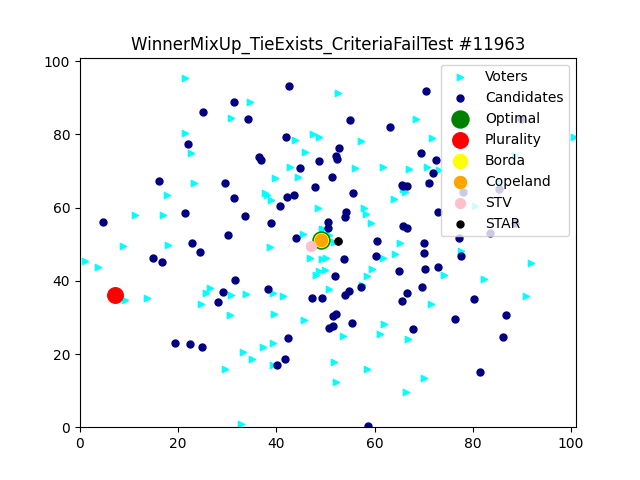 WinnerMixUp_TieExists_CriteriaFailTest #11963
100
80
60
40
20
0
0
20
40
60
80
100
Voters
Candidates
Optimal
Plurality
Borda
Copeland
STV
STAR